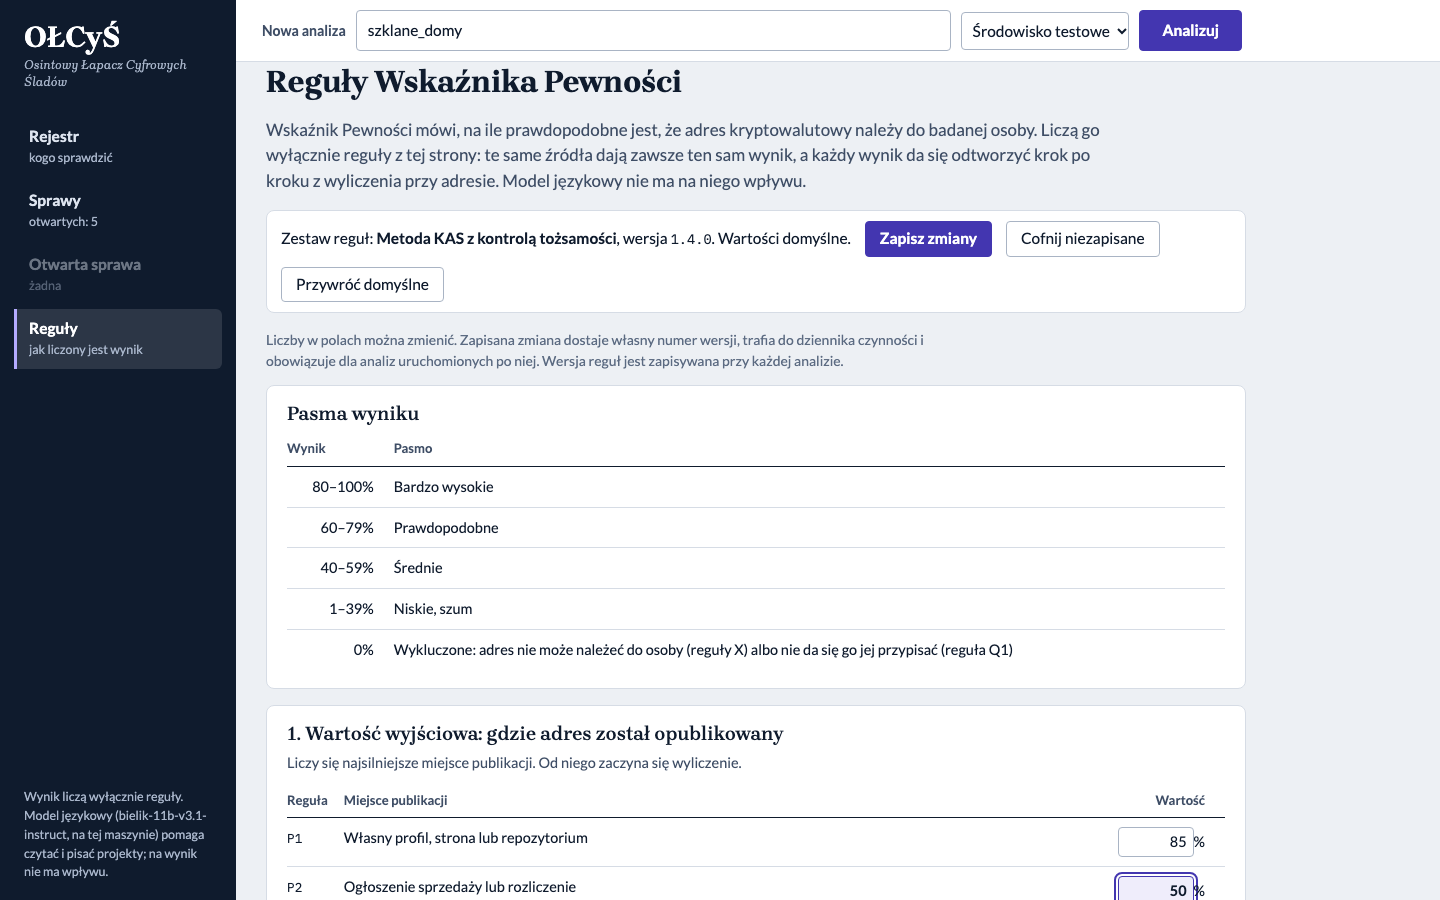 OŁCyŚ
Osintowy Łapacz Cyfrowych
Śladów
Rejestr
kogo sprawdzić
Sprawy
otwartych: 5
Otwarta sprawa
żadna
Reguły
jak liczony jest wynik
Wynik liczą wyłącznie reguły.
Model językowy (bielik-11b-v3.1-
instruct, na tej maszynie) pomaga
czytać i pisać projekty; na wynik
nie ma wpływu.
Nowa analiza
szklane_domy
Środowisko testowe
Analizuj
Reguły Wskaźnika Pewności
Wskaźnik Pewności mówi, na ile prawdopodobne jest, że adres kryptowalutowy należy do badanej osoby. Liczą go
wyłącznie reguły z tej strony: te same źródła dają zawsze ten sam wynik, a każdy wynik da się odtworzyć krok po
kroku z wyliczenia przy adresie. Model językowy nie ma na niego wpływu.
Zestaw reguł: Metoda KAS z kontrolą tożsamości, wersja 1.4.0. Wartości domyślne.
Zapisz zmiany
Cofnij niezapisane
Przywróć domyślne
Liczby w polach można zmienić. Zapisana zmiana dostaje własny numer wersji, trafia do dziennika czynności i
obowiązuje dla analiz uruchomionych po niej. Wersja reguł jest zapisywana przy każdej analizie.
Pasma wyniku
Wynik Pasmo
80–100% Bardzo wysokie
60–79% Prawdopodobne
40–59% Średnie
1–39% Niskie, szum
0% Wykluczone: adres nie może należeć do osoby (reguły X) albo nie da się go jej przypisać (reguła Q1)
1. Wartość wyjściowa: gdzie adres został opublikowany
Liczy się najsilniejsze miejsce publikacji. Od niego zaczyna się wyliczenie.
Reguła Miejsce publikacji Wartość
P1 Własny profil, strona lub repozytorium 85 %
P2 Ogłoszenie sprzedaży lub rozliczenie 50 %